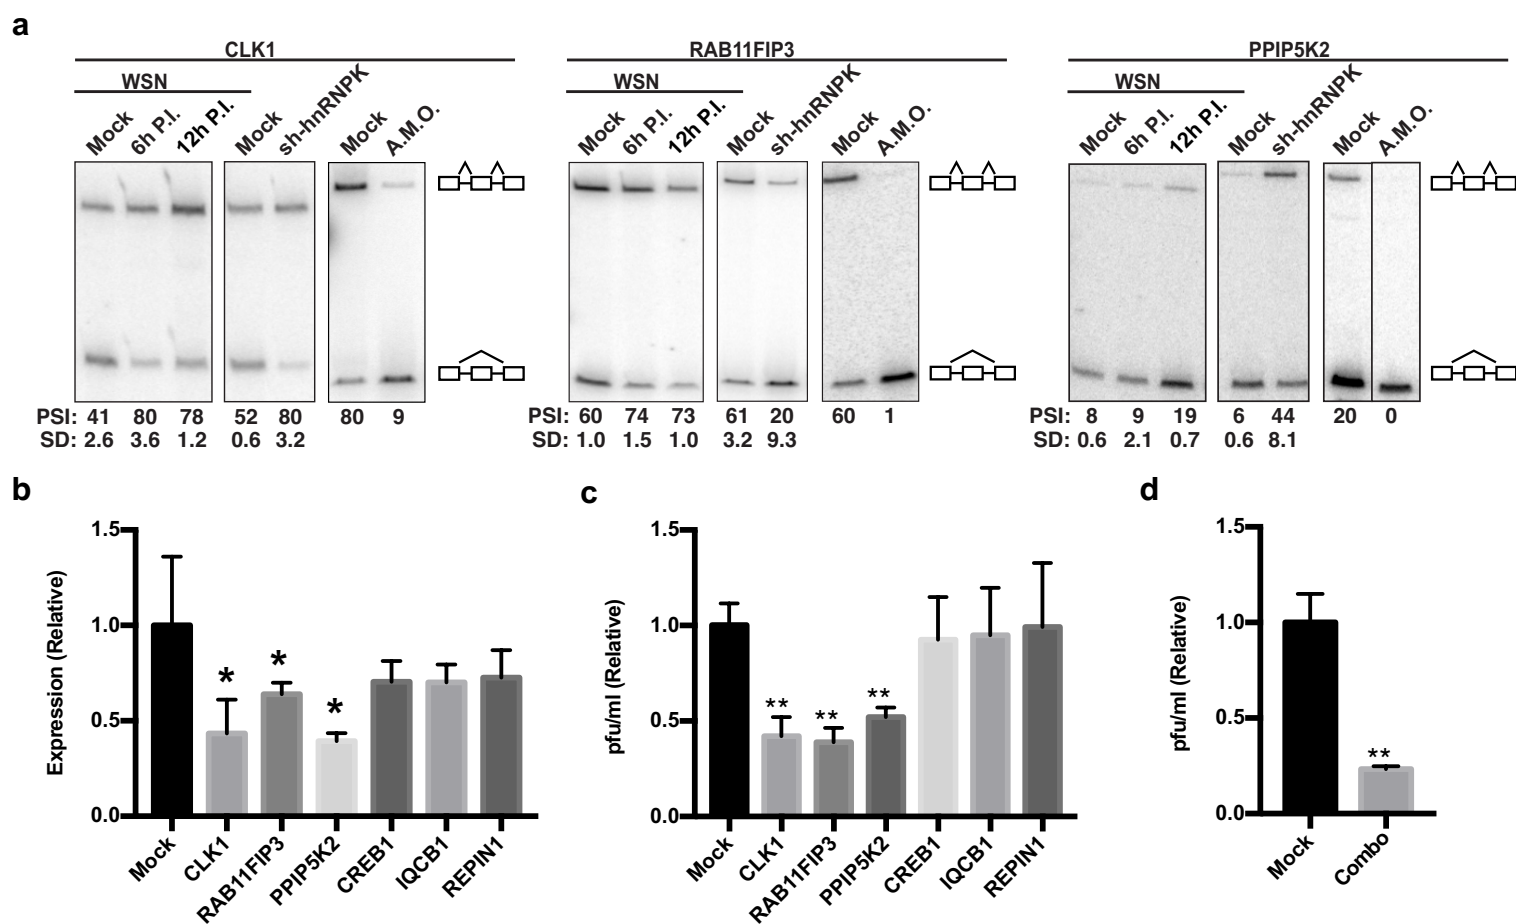 a
CLK1
WSN
Mock 6h P.I. 12h P.I. Mock sh-hnRNPK Mock A.M.O.
PSI: 41 80 78 52 80 80 9
SD: 2.6 3.6 1.2 0.6 3.2
RAB11FIP3
WSN
Mock 6h P.I. 12h P.I. Mock sh-hnRNPK Mock A.M.O.
PSI: 60 74 73 61 20 60 1
SD: 1.0 1.5 1.0 3.2 9.3
PPIP5K2
WSN
Mock 6h P.I. 12h P.I. Mock sh-hnRNPK Mock A.M.O.
PSI: 8 9 19 6 44 20 0
SD: 0.6 2.1 0.7 0.6 8.1
b
Expression (Relative)
1.5
1.0
0.5
0.0
* * *
Mock CLK1 RAB11FIP3 PPIP5K2 CREB1 IQCB1 REPIN1
c
pfu/ml (Relative)
1.5
1.0
0.5
0.0
** ** **
Mock CLK1 RAB11FIP3 PPIP5K2 CREB1 IQCB1 REPIN1
d
pfu/ml (Relative)
1.5
1.0
0.5
0.0
**
Mock Combo